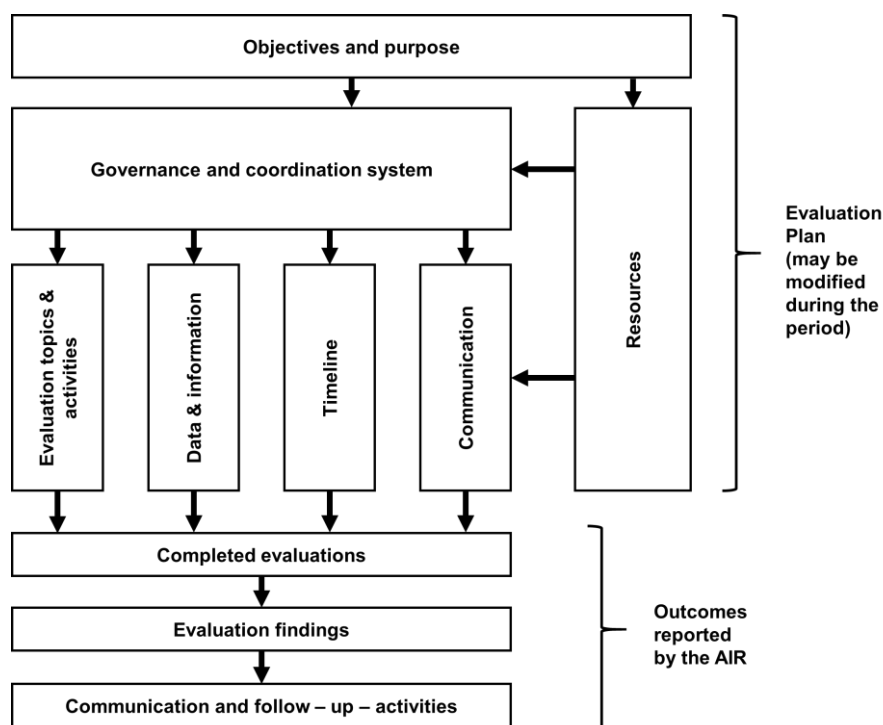 Objectives and purpose
Governance and coordination system
Resources
Evaluation topics &
activities
Data & information
Timeline
Communication
Evaluation
Plan
(may be
modified
during the
period)
Completed evaluations
Evaluation findings
Communication and follow – up – activities
Outcomes
reported
by the AIR